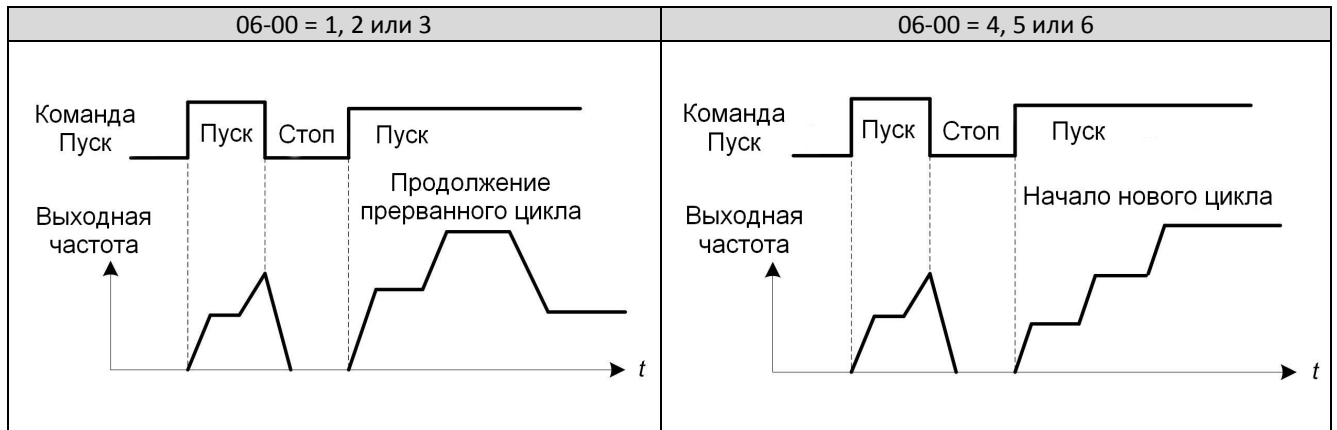 06-00 = 1, 2 или 3
Команда
Пуск
Пуск
Стоп
Пуск
Продолжение
прерванного цикла
Выходная
частота
t
06-00 = 4, 5 или 6
Команда
Пуск
Пуск
Стоп
Пуск
Начало нового цикла
Выходная
частота
t